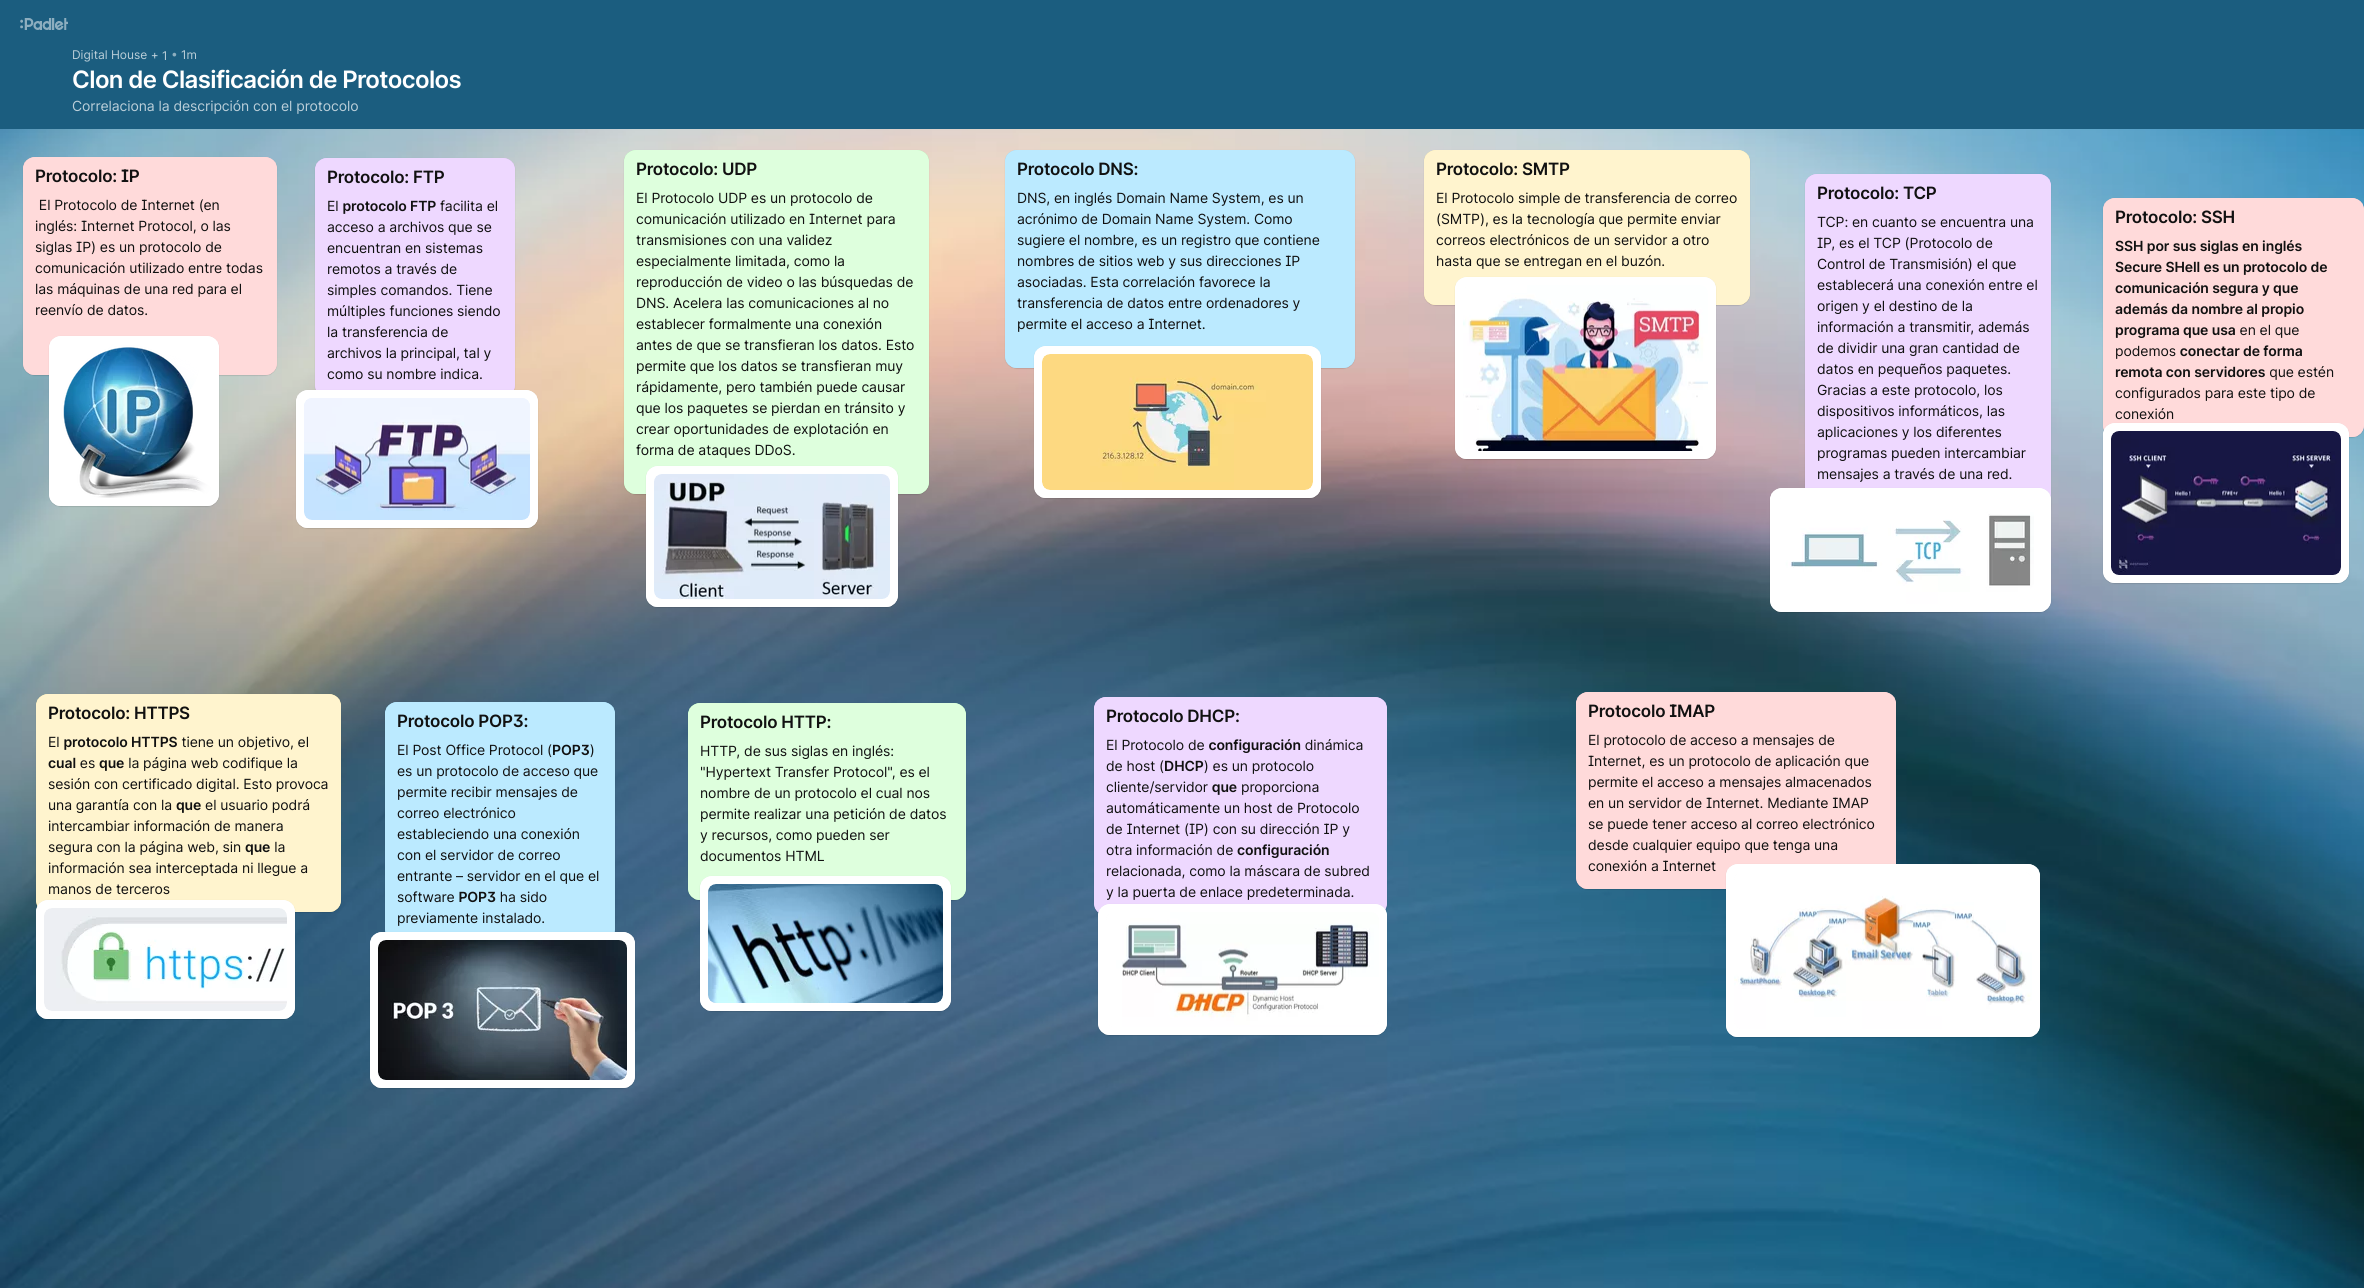 :Padlet
Digital House + 1 • 1m
Clon de Clasificación de Protocolos
Correlaciona la descripción con el protocolo
Protocolo: IP
El Protocolo de Internet (en
inglés: Internet Protocol, o las
siglas IP) es un protocolo de
comunicación utilizado entre todas
las máquinas de una red para el
reenvío de datos.
IP
Protocolo: FTP
El protocolo FTP facilita el
acceso a archivos que se
encuentran en sistemas
remotos a través de
simples comandos. Tiene
múltiples funciones siendo
la transferencia de
archivos la principal, tal y
como su nombre indica.
FTP
Protocolo: UDP
El Protocolo UDP es un protocolo de
comunicación utilizado en Internet para
transmisiones con una validez
especialmente limitada, como la
reproducción de video o las búsquedas de
DNS. Acelera las comunicaciones al no
establecer formalmente una conexión
antes de que se transfieran los datos. Esto
permite que los datos se transfieran muy
rápidamente, pero también puede causar
que los paquetes se pierdan en tránsito y
crear oportunidades de explotación en
forma de ataques DDoS.
UDP
Request
Response
Response
Client
Server
Protocolo DNS:
DNS, en inglés Domain Name System, es un
acrónimo de Domain Name System. Como
sugiere el nombre, es un registro que contiene
nombres de sitios web y sus direcciones IP
asociadas. Esta correlación favorece la
transferencia de datos entre ordenadores y
permite el acceso a Internet.
domain.com
216.3.128.12
Protocolo: SMTP
El Protocolo simple de transferencia de correo
(SMTP), es la tecnología que permite enviar
correos electrónicos de un servidor a otro
hasta que se entregan en el buzón.
SMTP
Protocolo: TCP
TCP: en cuanto se encuentra una
IP, es el TCP (Protocolo de
Control de Transmisión) el que
establecerá una conexión entre el
origen y el destino de la
información a transmitir, además
de dividir una gran cantidad de
datos en pequeños paquetes.
Gracias a este protocolo, los
dispositivos informáticos, las
aplicaciones y los diferentes
programas pueden intercambiar
mensajes a través de una red.
TCP
Protocolo: SSH
SSH por sus siglas en inglés
Secure SHell es un protocolo de
comunicación segura y que
además da nombre al propio
programa que usa en el que
podemos conectar de forma
remota con servidores que estén
configurados para este tipo de
conexión
SSH CLIENT
SSH SERVER
Hello !
Hello !
Protocolo: HTTPS
El protocolo HTTPS tiene un objetivo, el
cual es que la página web codifique la
sesión con certificado digital. Esto provoca
una garantía con la que el usuario podrá
intercambiar información de manera
segura con la página web, sin que la
información sea interceptada ni llegue a
manos de terceros
https://
Protocolo POP3:
El Post Office Protocol (POP3)
es un protocolo de acceso que
permite recibir mensajes de
correo electrónico
estableciendo una conexión
con el servidor de correo
entrante – servidor en el que el
software POP3 ha sido
previamente instalado.
POP 3
Protocolo HTTP:
HTTP, de sus siglas en inglés:
"Hypertext Transfer Protocol", es el
nombre de un protocolo el cual nos
permite realizar una petición de datos
y recursos, como pueden ser
documentos HTML
http://www
Protocolo DHCP:
El Protocolo de configuración dinámica
de host (DHCP) es un protocolo
cliente/servidor que proporciona
automáticamente un host de Protocolo
de Internet (IP) con su dirección IP y
otra información de configuración
relacionada, como la máscara de subred
y la puerta de enlace predeterminada.
DHCP Client
Router
DHCP Server
DHCP
Dynamic Host
Configuration Protocol
Protocolo IMAP
El protocolo de acceso a mensajes de
Internet, es un protocolo de aplicación que
permite el acceso a mensajes almacenados
en un servidor de Internet. Mediante IMAP
se puede tener acceso al correo electrónico
desde cualquier equipo que tenga una
conexión a Internet
IMAP
IMAP
IMAP
IMAP
Email Server
SmartPhone
Desktop PC
Tablet
Desktop PC